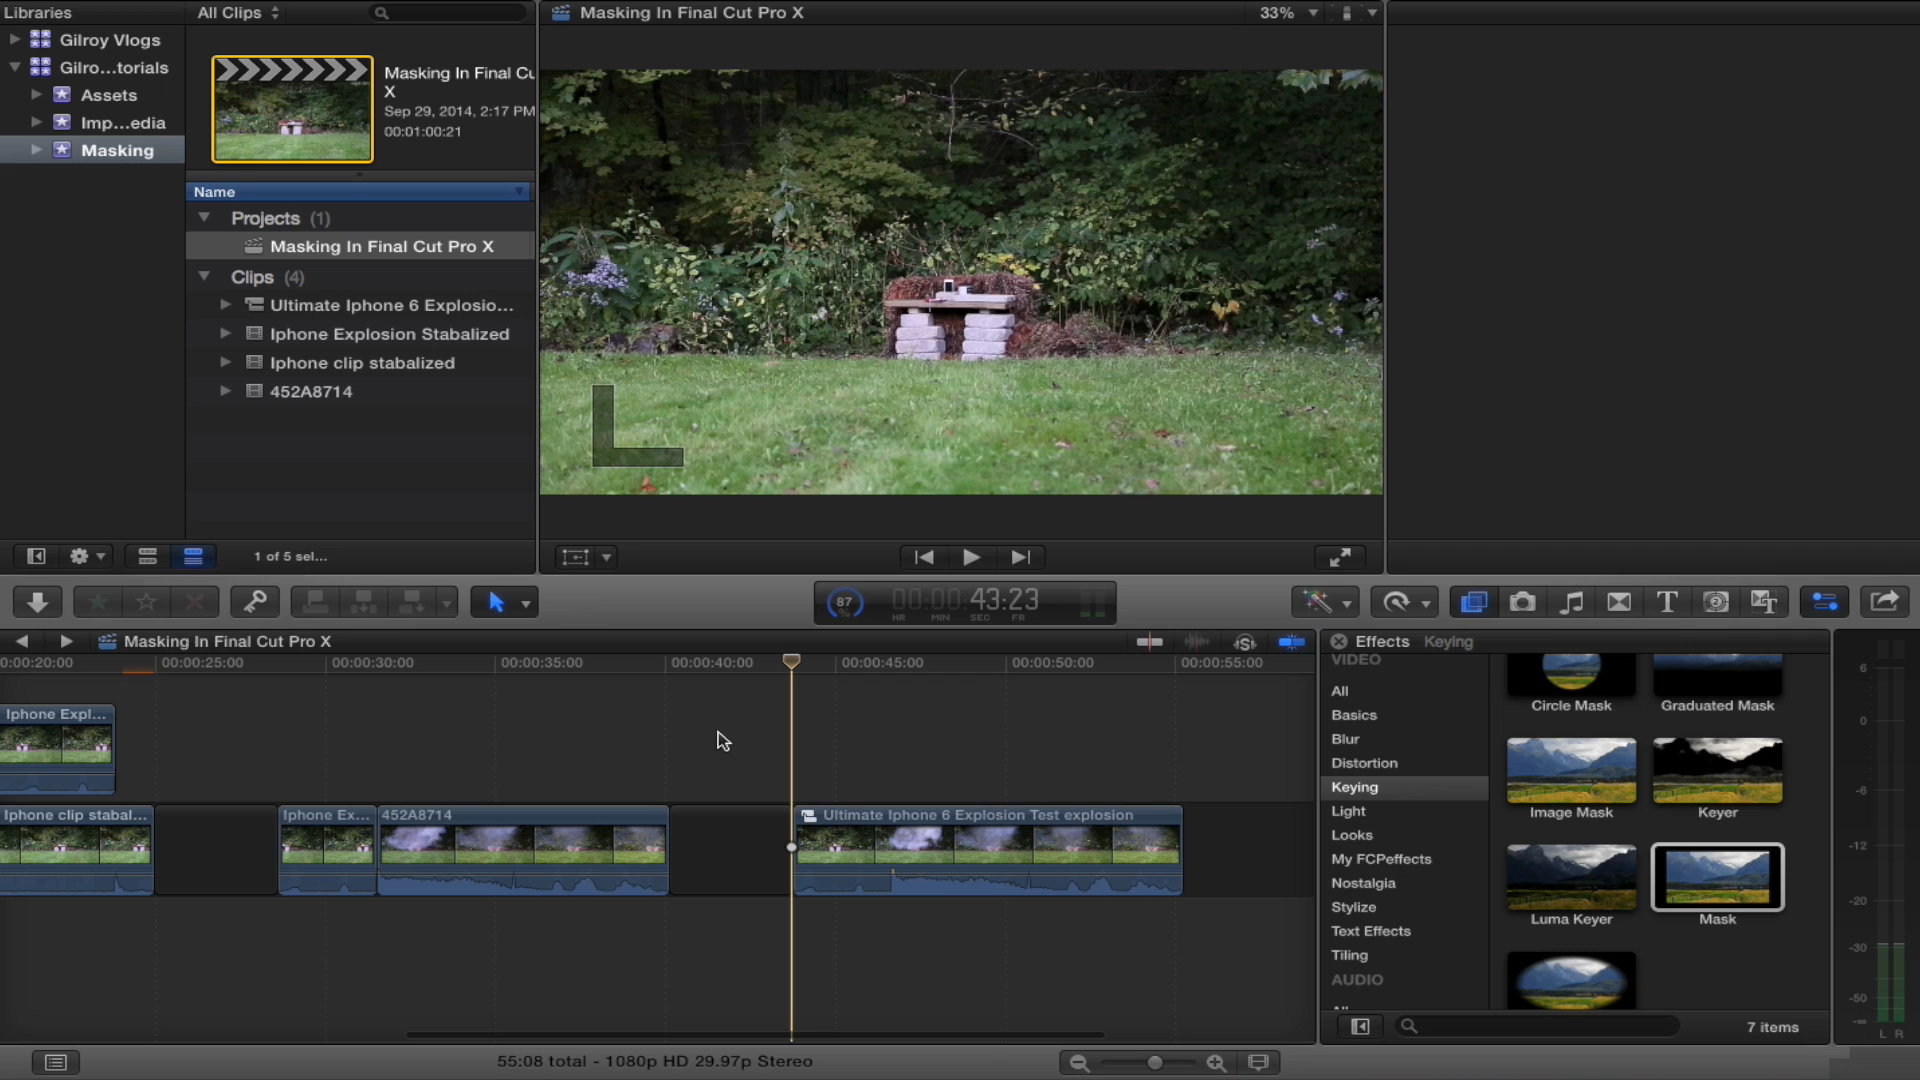 Libraries
All Clips
Masking In Final Cut Pro X
33%
Gilroy Vlogs
Gilro...torials
Assets
Imp...edia
Masking
Masking In Final Cu
X
Sep 29, 2014, 2:17 PM
00:01:00:21
Name
Projects (1)
Masking In Final Cut Pro X
Clips (4)
Ultimate Iphone 6 Explosio...
Iphone Explosion Stabalized
Iphone clip stabalized
452A8714
1 of 5 sel...
87
%
00:00:43:23
HR MIN SEC FR
Masking In Final Cut Pro X
0:00:20:00
00:00:25:00
00:00:30:00
00:00:35:00
00:00:40:00
00:00:45:00
00:00:50:00
00:00:55:00
Iphone Expl...
Iphone clip stabal...
Iphone Ex...
452A8714
Ultimate Iphone 6 Explosion Test explosion
Effects
Keying
VIDEO
All
Basics
Blur
Distortion
Keying
Light
Looks
My FCPeffects
Nostalgia
Stylize
Text Effects
Tiling
AUDIO
Circle Mask
Graduated Mask
Image Mask
Keyer
Luma Keyer
Mask
7 items
6
0
-6
-12
-20
-30
-50
-∞
L R
55:08 total - 1080p HD 29.97p Stereo